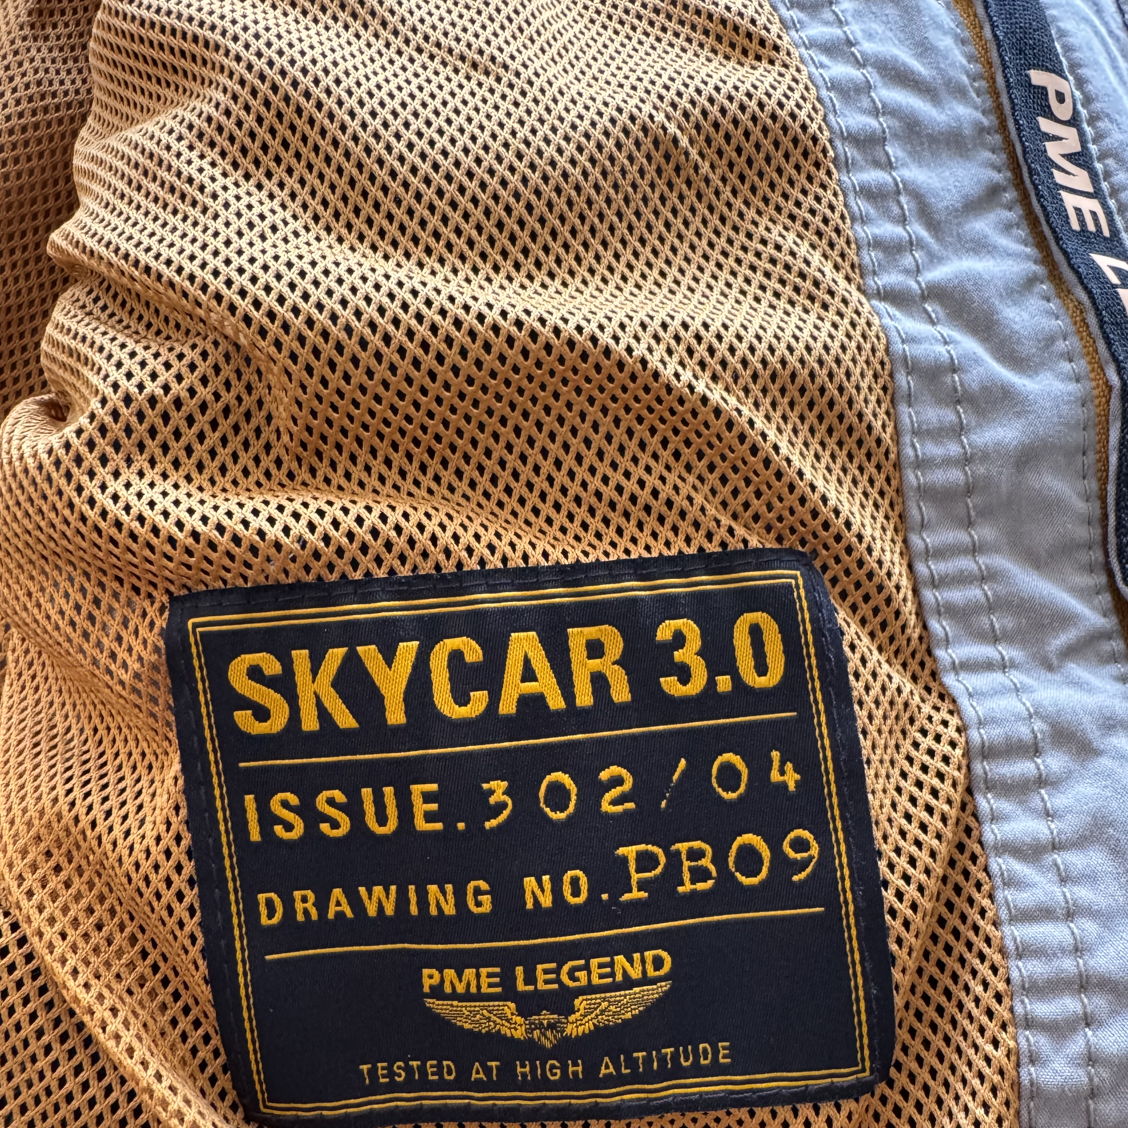 PME L
SKYCAR 3.0
ISSUE. 302/04
DRAWING NO. PB09
PME LEGEND
TESTED AT HIGH ALTITUDE